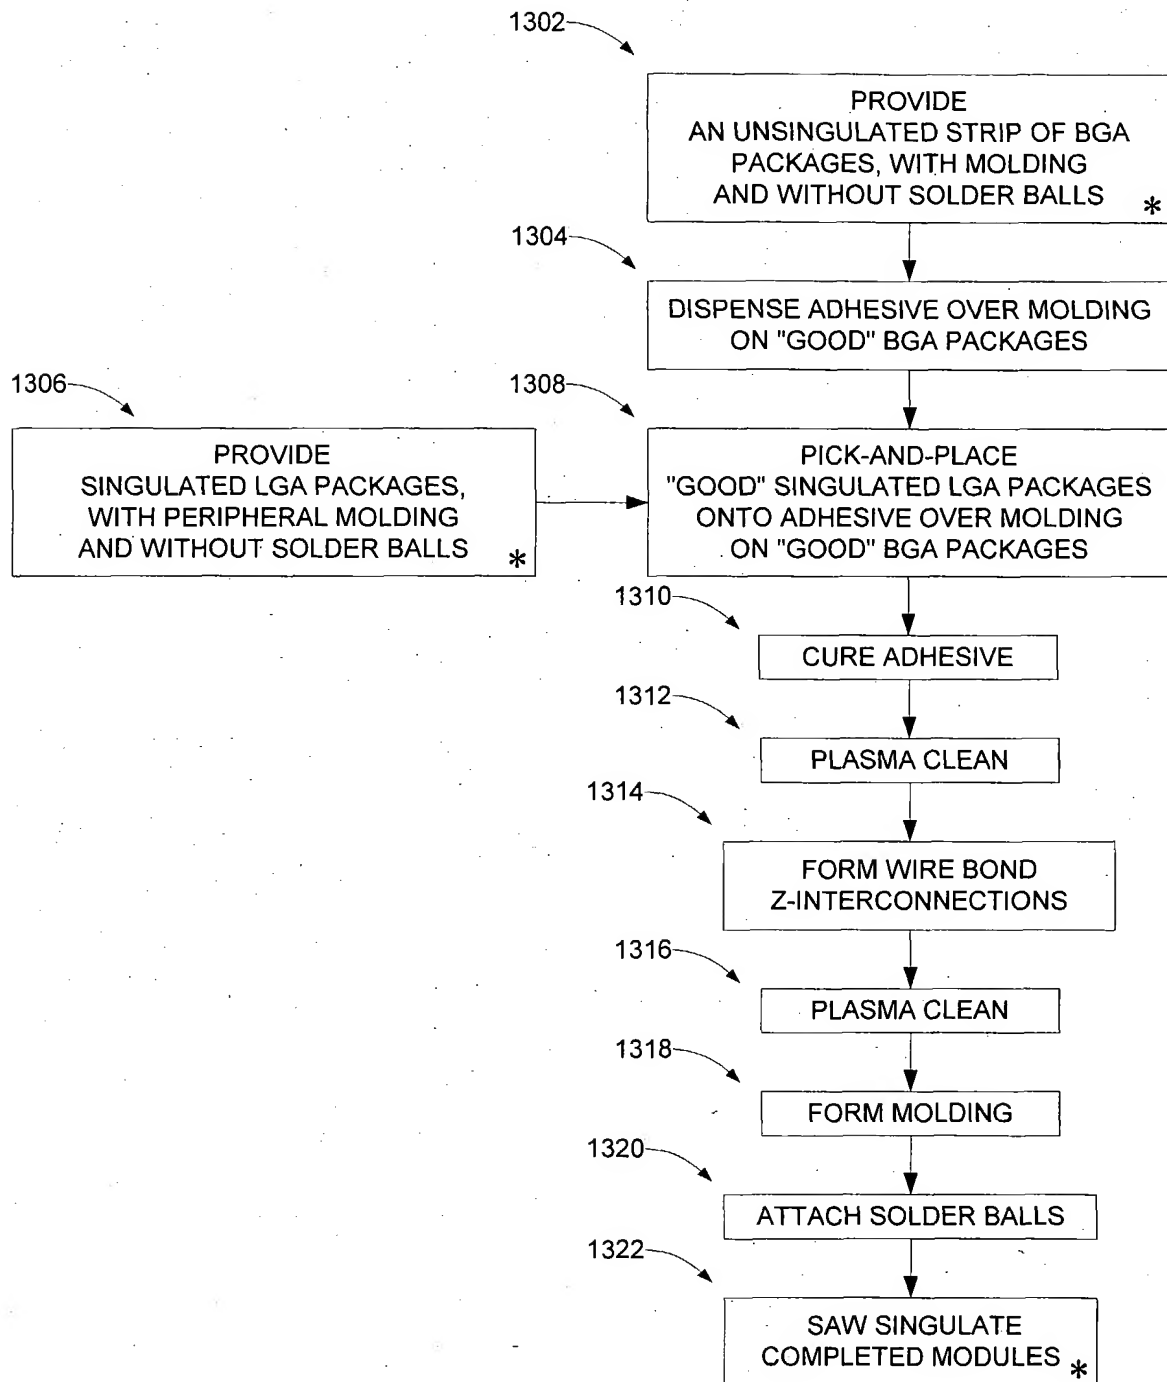 1302
PROVIDE
AN UNSINGULATED STRIP OF BGA
PACKAGES, WITH MOLDING
AND WITHOUT SOLDER BALLS
*
1304
DISPENSE ADHESIVE OVER MOLDING
ON "GOOD" BGA PACKAGES
1306
PROVIDE
SINGULATED LGA PACKAGES,
WITH PERIPHERAL MOLDING
AND WITHOUT SOLDER BALLS
*
1308
PICK-AND-PLACE
"GOOD" SINGULATED LGA PACKAGES
ONTO ADHESIVE OVER MOLDING
ON "GOOD" BGA PACKAGES
1310
CURE ADHESIVE
1312
PLASMA CLEAN
1314
FORM WIRE BOND
Z-INTERCONNECTIONS
1316
PLASMA CLEAN
1318
FORM MOLDING
1320
ATTACH SOLDER BALLS
1322
SAW SINGULATE
COMPLETED MODULES
*